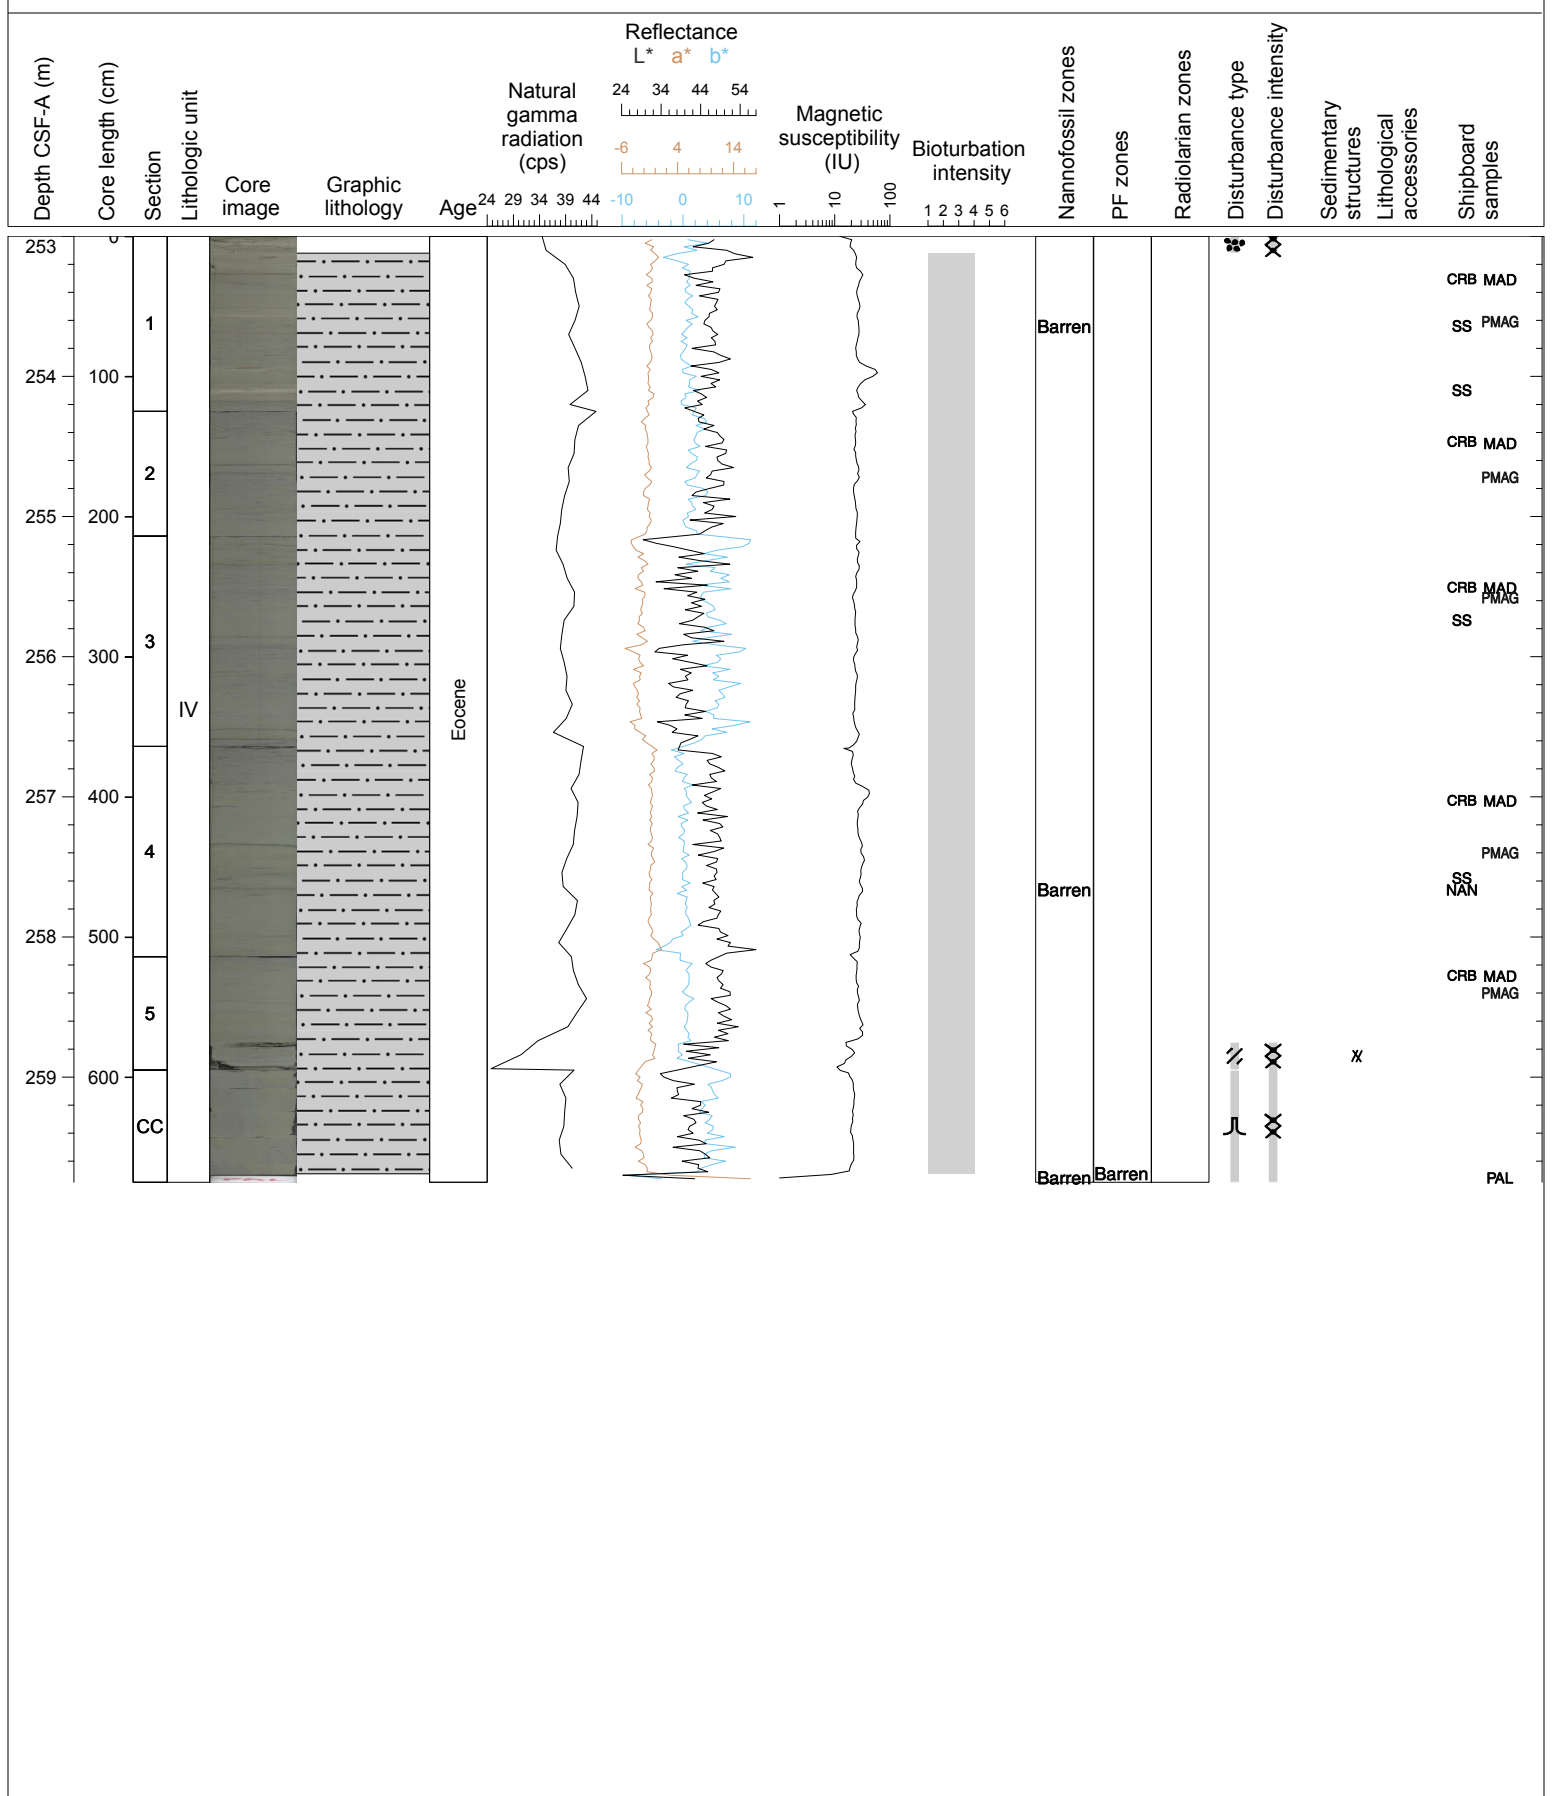 Depth CSF-A (m)
Core length (cm)
Section
Lithologic unit
Core
image
Graphic
lithology
Age
Natural
gamma
radiation
(cps)
24 29 34 39 44
Reflectance
L* a* b*
24 34 44 54
-6 4 14
-10 0 10
Magnetic
susceptibility
(IU)
1 10 100
Bioturbation
intensity
1 2 3 4 5 6
Nannofossil zones
PF zones
Radiolarian zones
Disturbance type
Disturbance intensity
Sedimentary
structures
Lithological
accessories
Shipboard
samples
253 0
CRB MAD
1 Barren SS PMAG
254 100
SS
CRB MAD
2 PMAG
255 200
CRB MAD
PMAG
SS
3
256 300
IV Eocene
257 400
CRB MAD
4 PMAG
SS
Barren NAN
258 500
CRB MAD
PMAG
5
259 600
CC
Barren Barren PAL